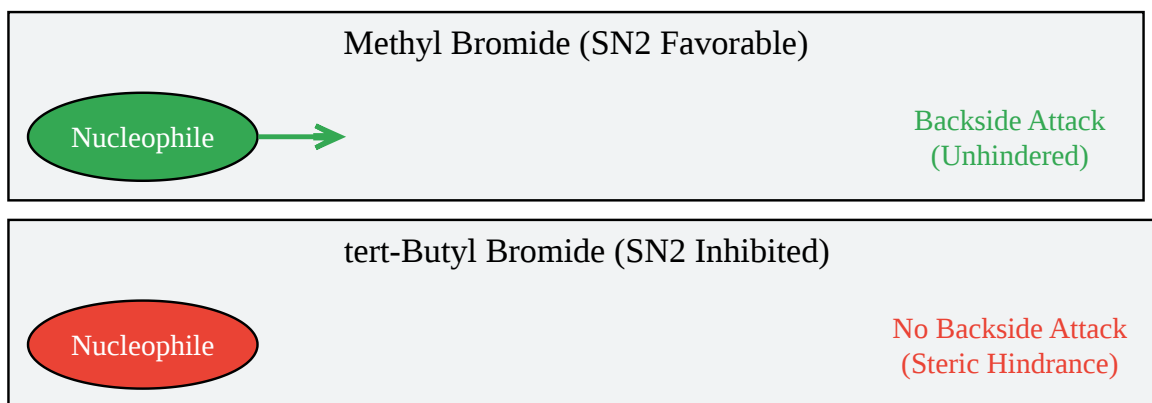 Methyl Bromide (SN2 Favorable)
Nucleophile
Backside Attack
(Unhindered)
tert-Butyl Bromide (SN2 Inhibited)
Nucleophile
No Backside Attack
(Steric Hindrance)